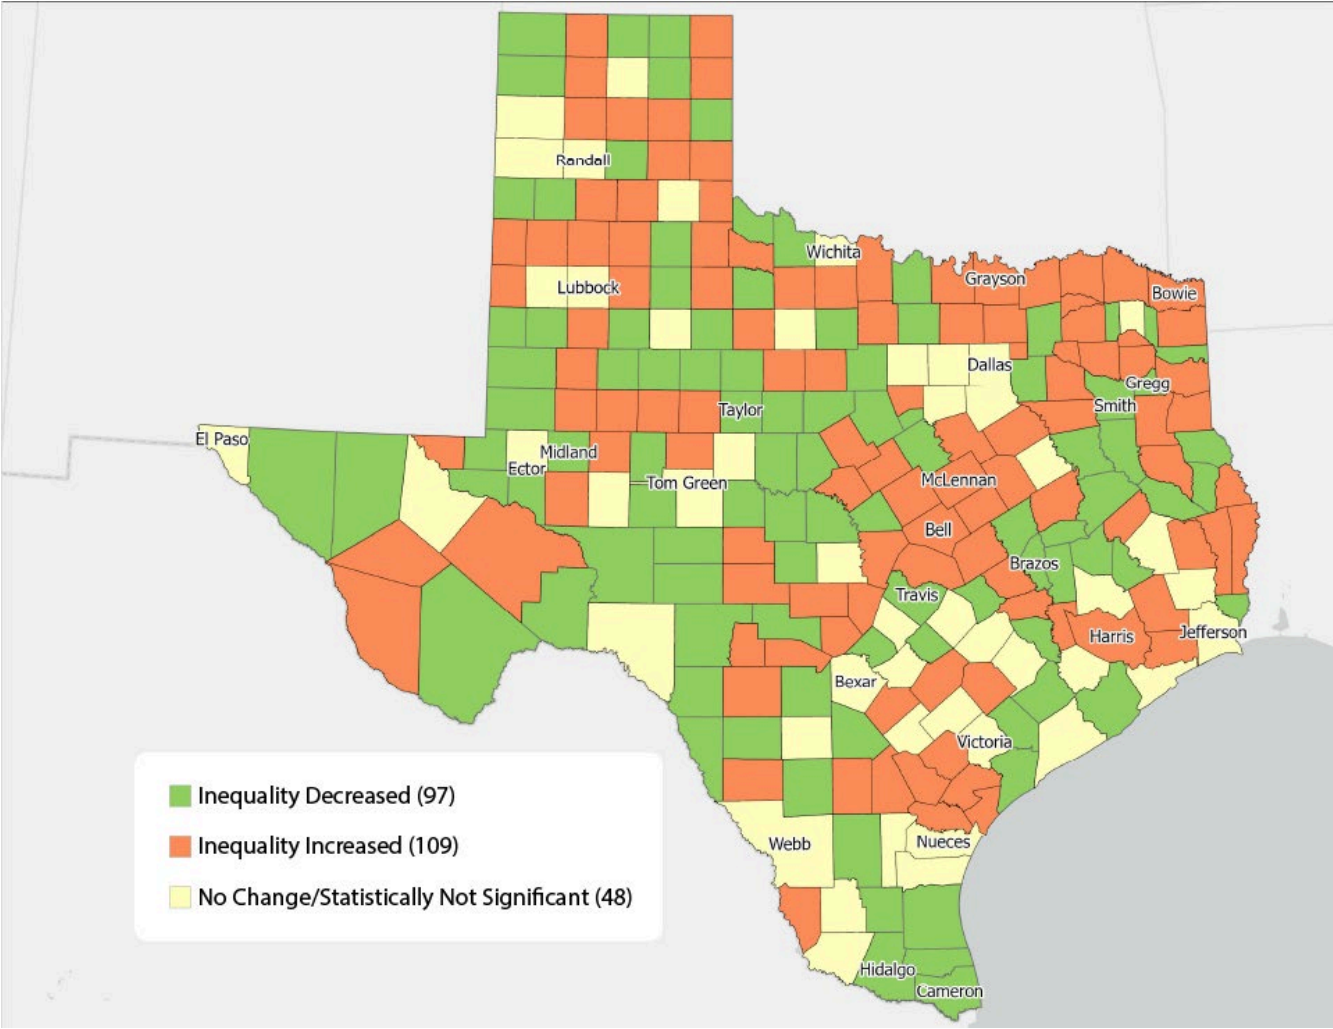 Randall
Wichita
Grayson
Lubbock
Bowie
Dallas
Gregg
Taylor
Smith
El Paso
Midland
Ector
Tom Green
McLennan
Bell
Brazos
Travis
Harris
Jefferson
Bexar
Victoria
Inequality Decreased (97)
Inequality Increased (109)
No Change/Statistically Not Significant (48)
Webb
Nueces
Hidalgo
Cameron